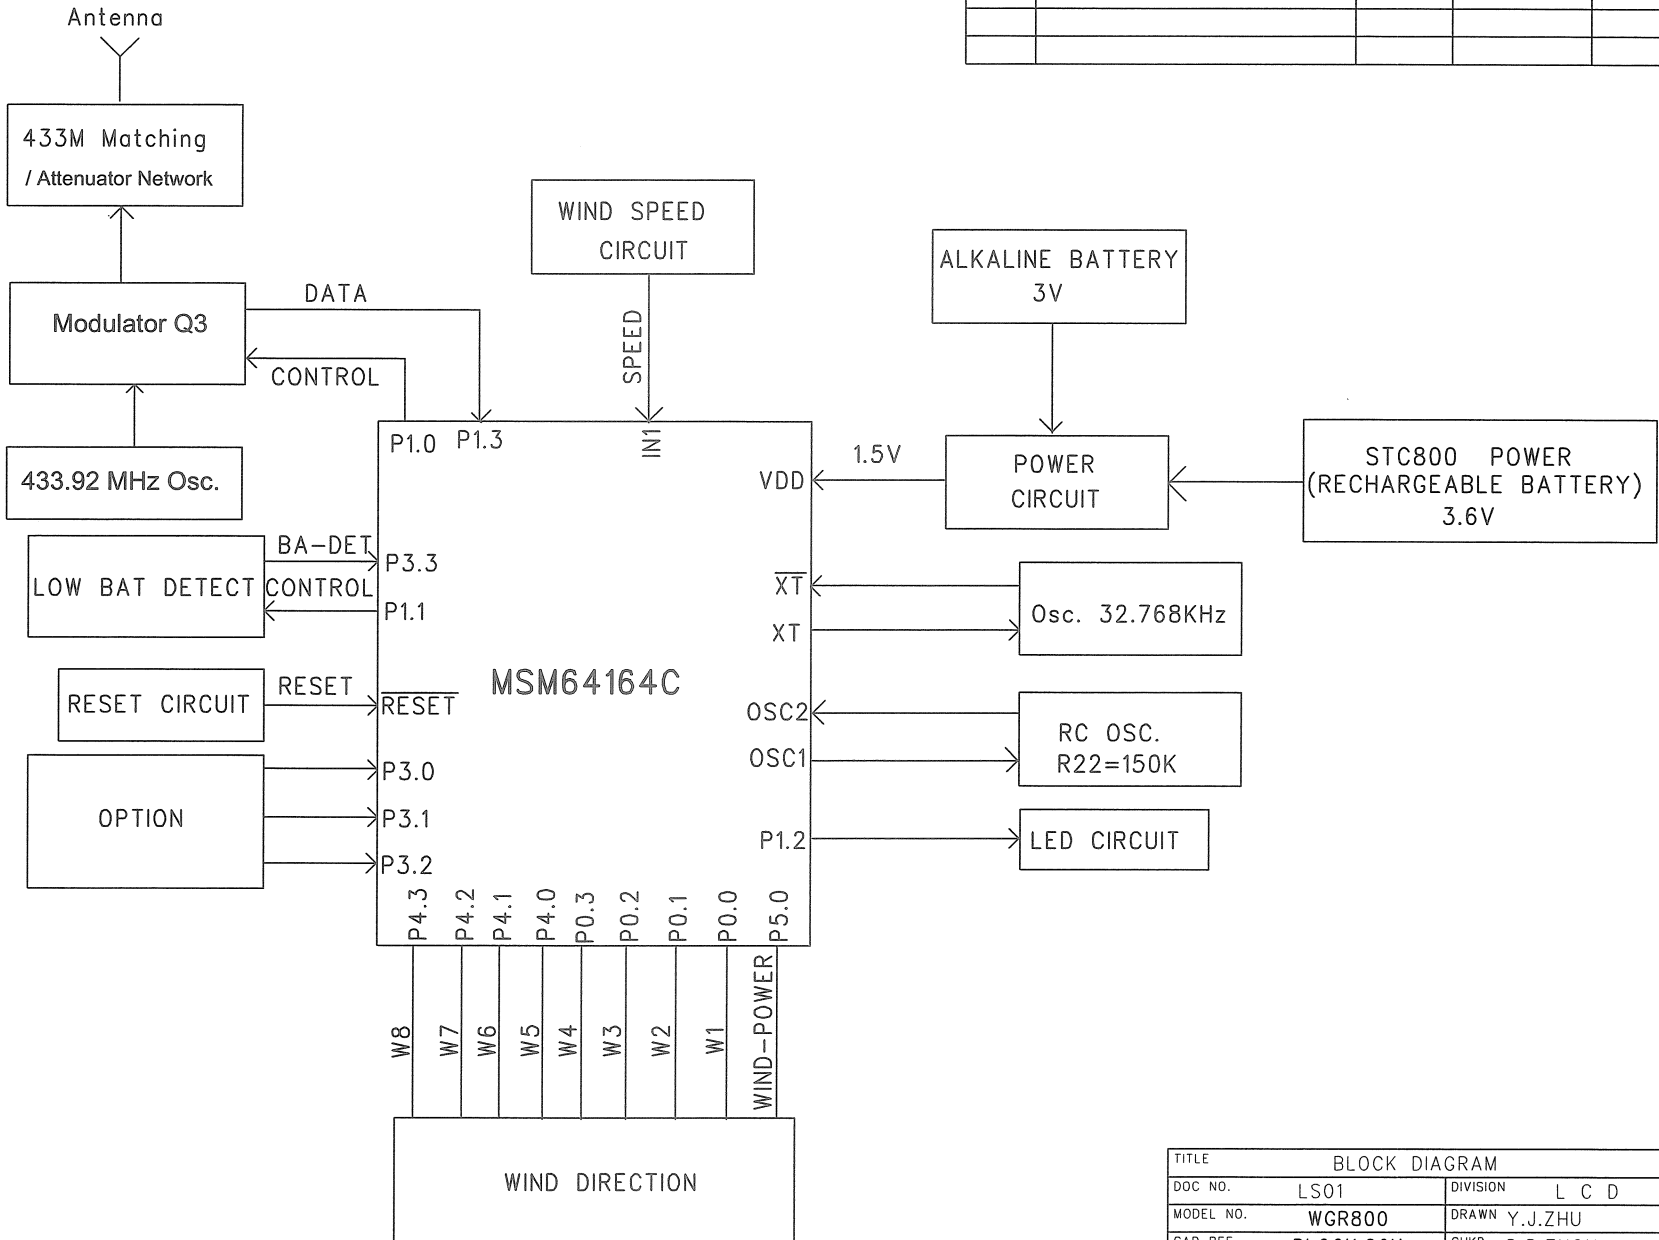 Antenna
433M Matching
/ Attenuator Network
Modulator Q3
433.92 MHz Osc.
DATA
CONTROL
WIND SPEED
CIRCUIT
SPEED
ALKALINE BATTERY
3V
POWER
CIRCUIT
1.5V
STC800 POWER
(RECHARGEABLE BATTERY)
3.6V
P1.0
P1.3
IN1
VDD
LOW BAT DETECT
BA-DET
CONTROL
P3.3
P1.1
RESET CIRCUIT
RESET
RESET
OPTION
P3.0
P3.1
P3.2
MSM64164C
XT
XT
Osc. 32.768KHz
OSC2
OSC1
RC OSC.
R22=150K
P1.2
LED CIRCUIT
P4.3
P4.2
P4.1
P4.0
P0.3
P0.2
P0.1
P0.0
P5.0
W8
W7
W6
W5
W4
W3
W2
W1
WIND-POWER
WIND DIRECTION
TITLE BLOCK DIAGRAM
DOC NO. LS01
DIVISION L C D
MODEL NO. WGR800
DRAWN Y.J.ZHU